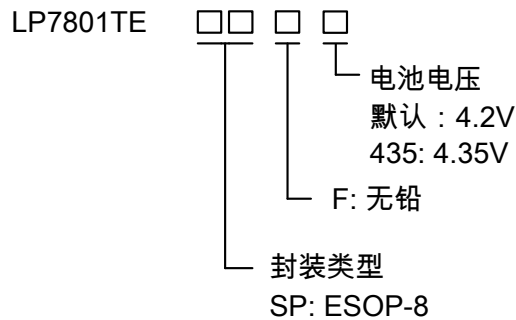 LP7801TE □□ □ □
电池电压
默认：4.2V
435: 4.35V
F: 无铅
封装类型
SP: ESOP-8